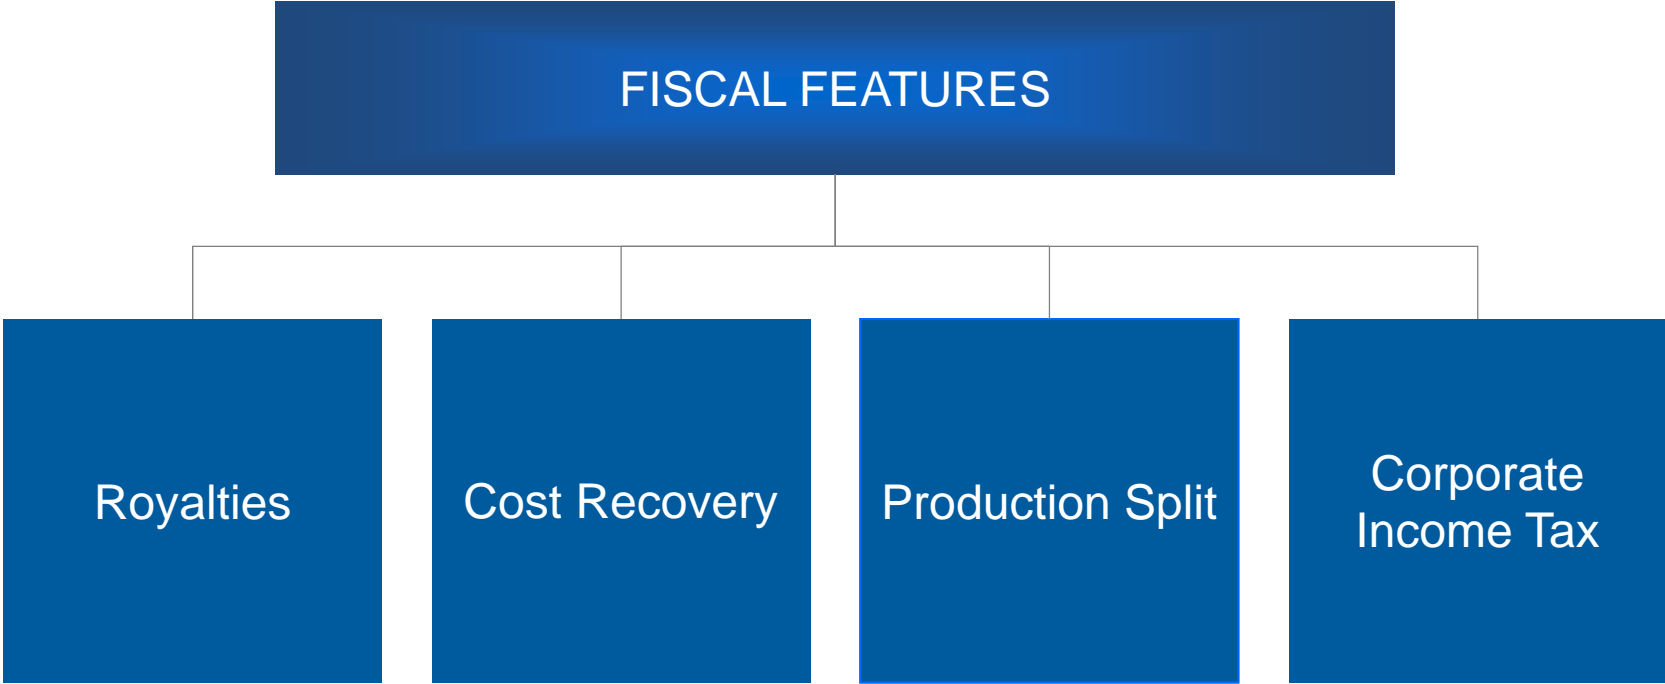 FISCAL FEATURES
Royalties
Cost Recovery
Production Split
Corporate
Income Tax